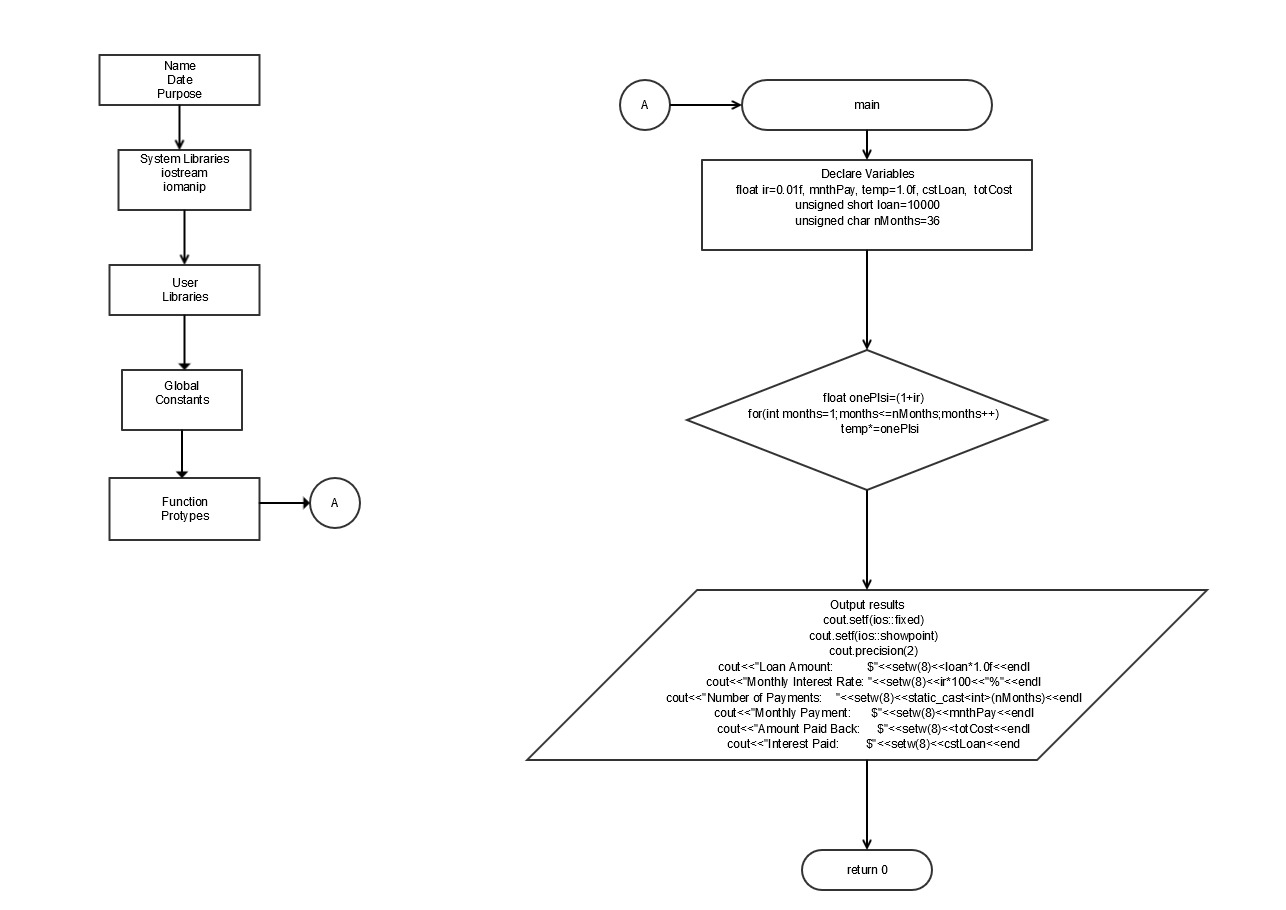 Name
Date
Purpose
System Libraries
iostream
iomanip
User
Libraries
Global
Constants
Function
Protypes
A
A
main
Declare Variables
float ir=0.01f, mnthPay, temp=1.0f, cstLoan, totCost
unsigned short loan=10000
unsigned char nMonths=36
float onePlsi=(1+ir)
for(int months=1;months<=nMonths;months++)
temp*=onePlsi
Output results
cout.setf(ios::fixed)
cout.setf(ios::showpoint)
cout.precision(2)
cout<<"Loan Amount: $"<<setw(8)<<loan*1.0f<<endl
cout<<"Monthly Interest Rate: "<<setw(8)<<ir*100<<"%"<<endl
cout<<"Number of Payments: "<<setw(8)<<static_cast<int>(nMonths)<<endl
cout<<"Monthly Payment: $"<<setw(8)<<mnthPay<<endl
cout<<"Amount Paid Back: $"<<setw(8)<<totCost<<endl
cout<<"Interest Paid: $"<<setw(8)<<cstLoan<<end
return 0